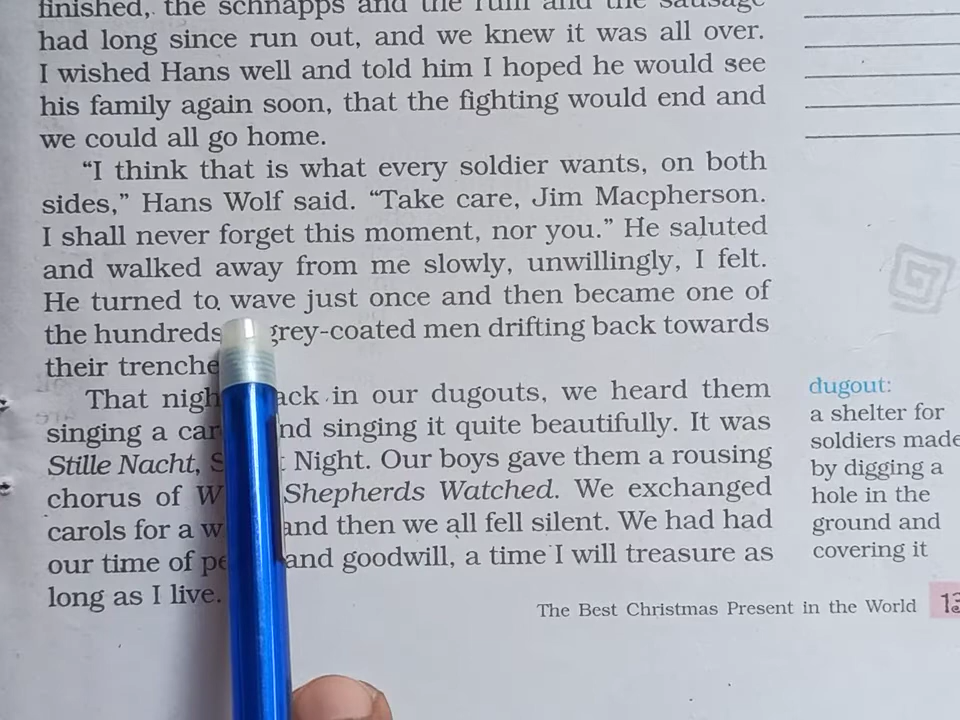 finished, the schnapps and the rum and the sausage
had long since run out, and we knew it was all over.
I wished Hans well and told him I hoped he would see
his family again soon, that the fighting would end and
we could all go home.
“I think that is what every soldier wants, on both
sides,” Hans Wolf said. “Take care, Jim Macpherson.
I shall never forget this moment, nor you.” He saluted
and walked away from me slowly, unwillingly, I felt.
He turned to wave just once and then became one of
the hundreds grey-coated men drifting back towards
their
That in our dugouts, we heard them
singing a singing it quite beautifully. It was
Stille Nacht, Night. Our boys gave them a rousing
chorus of Shepherds Watched. We exchanged
carols for a and then we all fell silent. We had had
our time of and goodwill, a time I will treasure as
long as I live.
dugout:
a shelter for
soldiers made
by digging a
hole in the
ground and
covering it
The Best Christmas Present in the World